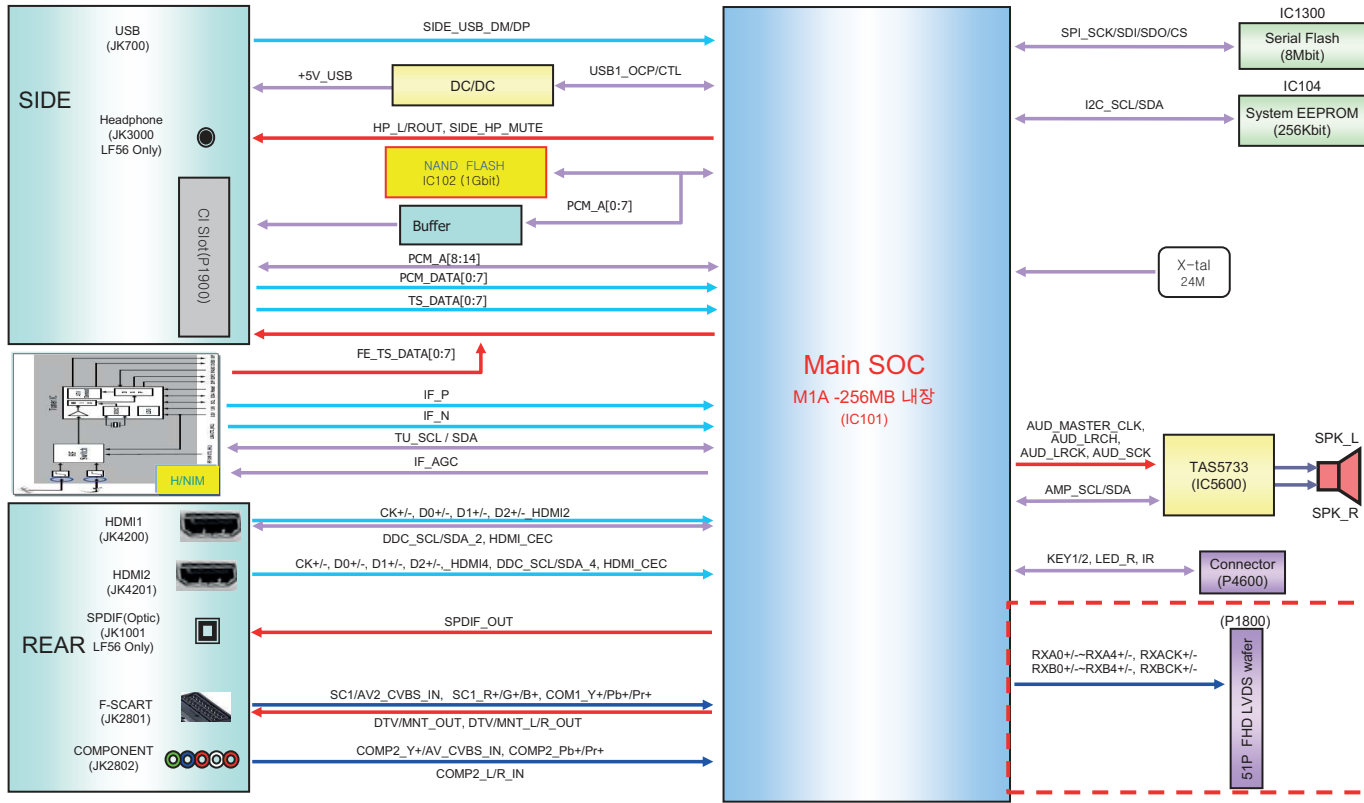 SIDE
USB
(JK700)
SIDE_USB_DM/DP
+5V_USB
DC/DC
USB1_OCP/CTL
Headphone
(JK3000
LF56 Only)
HP_L/ROUT, SIDE_HP_MUTE
NAND FLASH
IC102 (1Gbit)
PCM_A[0:7]
Buffer
CI Slot(P1900)
PCM_A[8:14]
PCM_DATA[0:7]
TS_DATA[0:7]
FE_TS_DATA[0:7]
Switch
H/NIM
IF_P
IF_N
TU_SCL / SDA
IF_AGC
REAR
HDMI1
(JK4200)
CK+/-, D0+/-, D1+/-, D2+/-_HDMI2
DDC_SCL/SDA_2, HDMI_CEC
HDMI2
(JK4201)
CK+/-, D0+/-, D1+/-, D2+/-,_HDMI4, DDC_SCL/SDA_4, HDMI_CEC
SPDIF(Optic)
(JK1001
LF56 Only)
SPDIF_OUT
F-SCART
(JK2801)
SC1/AV2_CVBS_IN, SC1_R+/G+/B+, COM1_Y+/Pb+/Pr+
DTV/MNT_OUT, DTV/MNT_L/R_OUT
COMPONENT
(JK2802)
COMP2_Y+/AV_CVBS_IN, COMP2_Pb+/Pr+
COMP2_L/R_IN
Main SOC
M1A -256MB 내장
(IC101)
IC1300
SPI_SCK/SDI/SDO/CS
Serial Flash
(8Mbit)
IC104
I2C_SCL/SDA
System EEPROM
(256Kbit)
X-tal
24M
AUD_MASTER_CLK,
AUD_LRCH,
AUD_LRCK, AUD_SCK
AMP_SCL/SDA
TAS5733
(IC5600)
SPK_L
SPK_R
KEY1/2, LED_R, IR
Connector
(P4600)
(P1800)
RXA0+/-~RXA4+/-, RXACK+/-
RXB0+/-~RXB4+/-, RXBCK+/-
51P FHD LVDS wafer